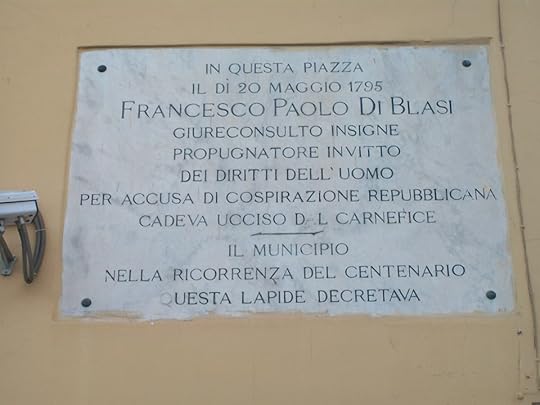 IN QUESTA PIAZZA
IL DÌ 20 MAGGIO 1795
FRANCESCO PAOLO DI BLASI
GIURECONSULTO INSIGNE
PROPUGNATORE INVITTO
DEI DIRITTI DELL'UOMO
PER ACCUSA DI COSPIRAZIONE REPUBBLICANA
CADEVA UCCISO D L CARNEFICE
IL MUNICIPIO
NELLA RICORRENZA DEL CENTENARIO
QUESTA LAPIDE DECRETAVA